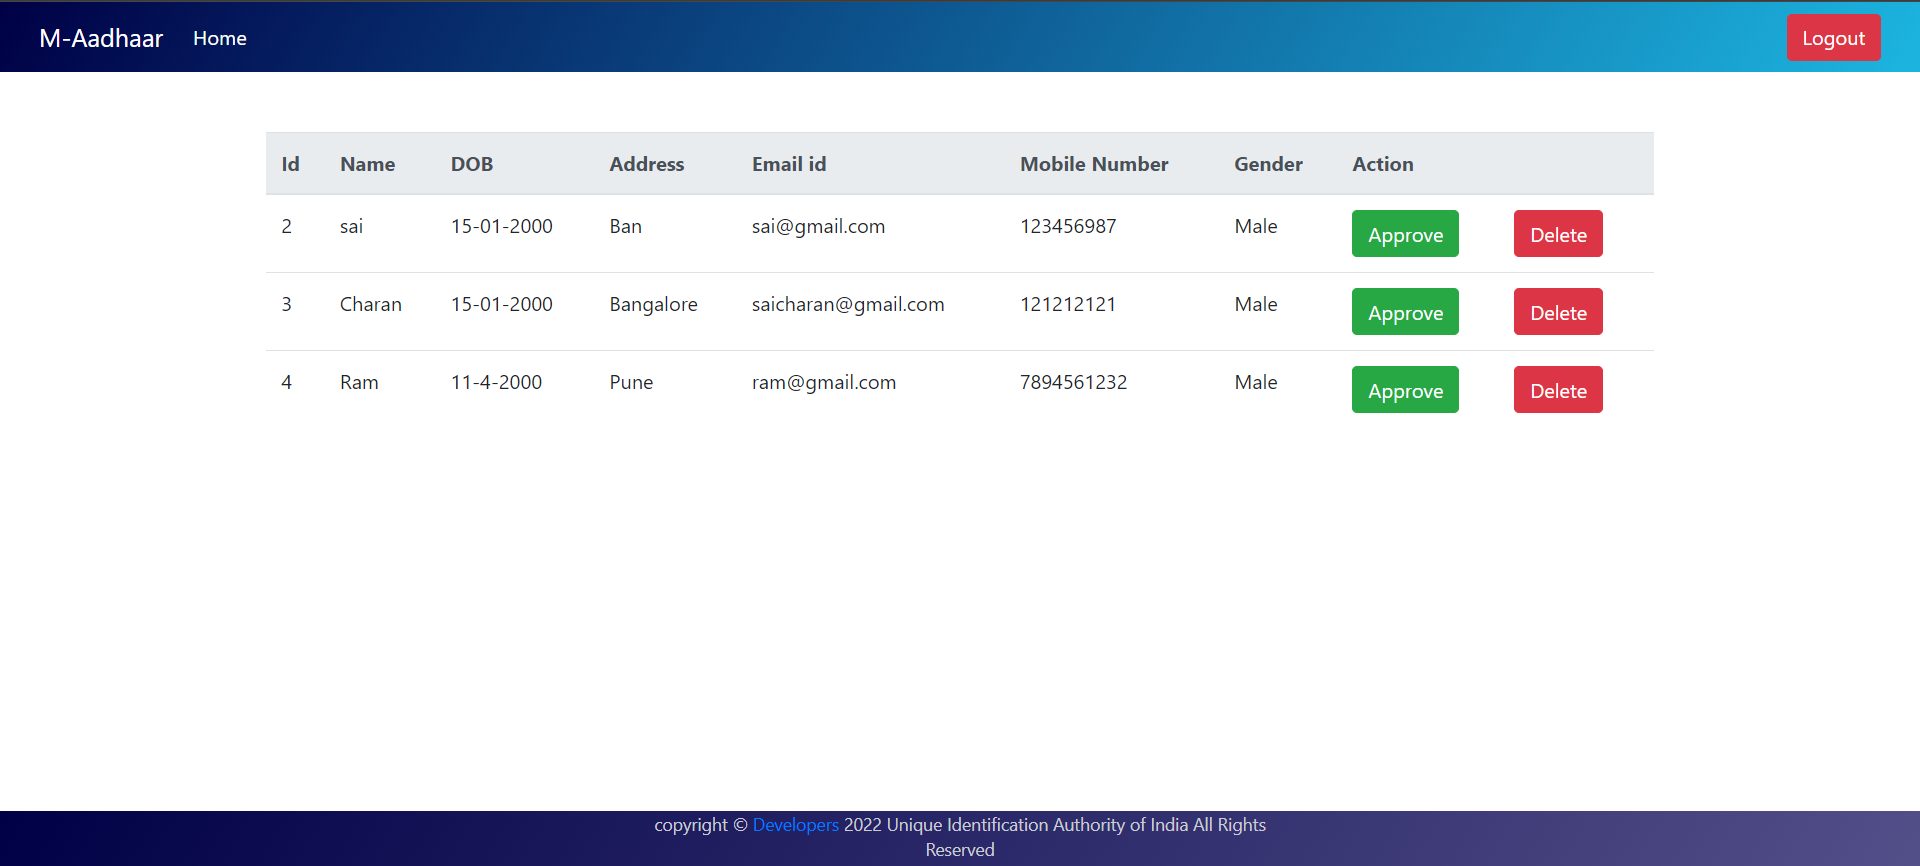 M-Aadhaar Home Logout
Id Name DOB Address Email id Mobile Number Gender Action
2 sai 15-01-2000 Ban sai@gmail.com 123456987 Male Approve Delete
3 Charan 15-01-2000 Bangalore saicharan@gmail.com 121212121 Male Approve Delete
4 Ram 11-4-2000 Pune ram@gmail.com 7894561232 Male Approve Delete
copyright © Developers 2022 Unique Identification Authority of India All Rights
Reserved